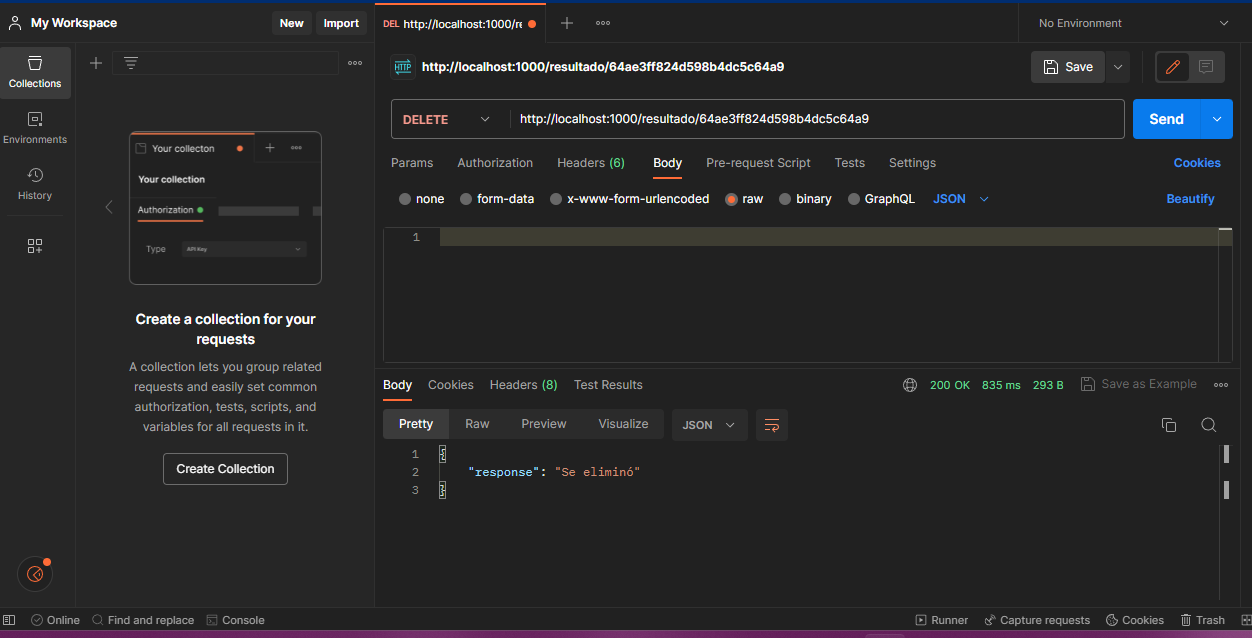 My Workspace
New
Import
DEL http://localhost:1000/re
No Environment
Collections
Environments
History
Your collecton
Your collection
Authorization
Type
API Key
Create a collection for your
requests
A collection lets you group related
requests and easily set common
authorization, tests, scripts, and
variables for all requests in it.
Create Collection
HTTP
http://localhost:1000/resultado/64ae3ff824d598b4dc5c64a9
Save
DELETE
http://localhost:1000/resultado/64ae3ff824d598b4dc5c64a9
Send
Params Authorization Headers (6) Body Pre-request Script Tests Settings
Cookies
none form-data x-www-form-urlencoded raw binary GraphQL JSON
Beautify
1
Body Cookies Headers (8) Test Results
200 OK 835 ms 293 B Save as Example
Pretty Raw Preview Visualize JSON
1 {
2 "response": "Se eliminó"
3 }
Online Find and replace Console
Runner Capture requests Cookies Trash